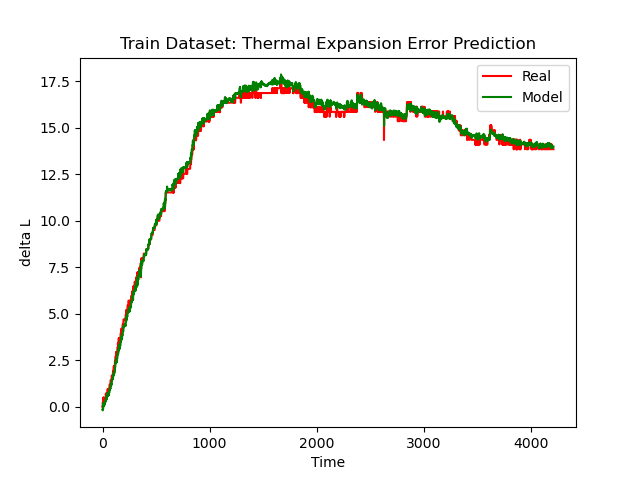 Train Dataset: Thermal Expansion Error Prediction
Real
Model
17.5
15.0
12.5
10.0
7.5
5.0
2.5
0.0
delta L
0 1000 2000 3000 4000
Time